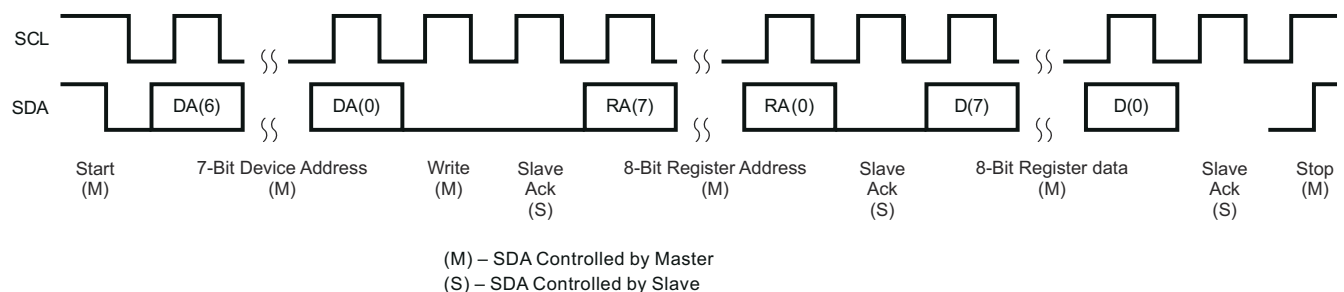 SCL
SDA
DA(6)
DA(0)
RA(7)
RA(0)
D(7)
D(0)
Start
(M)
7-Bit Device Address
(M)
Write
(M)
Slave
Ack
(S)
8-Bit Register Address
(M)
Slave
Ack
(S)
8-Bit Register data
(M)
Slave
Ack
(S)
Stop
(M)
(M) – SDA Controlled by Master
(S) – SDA Controlled by Slave